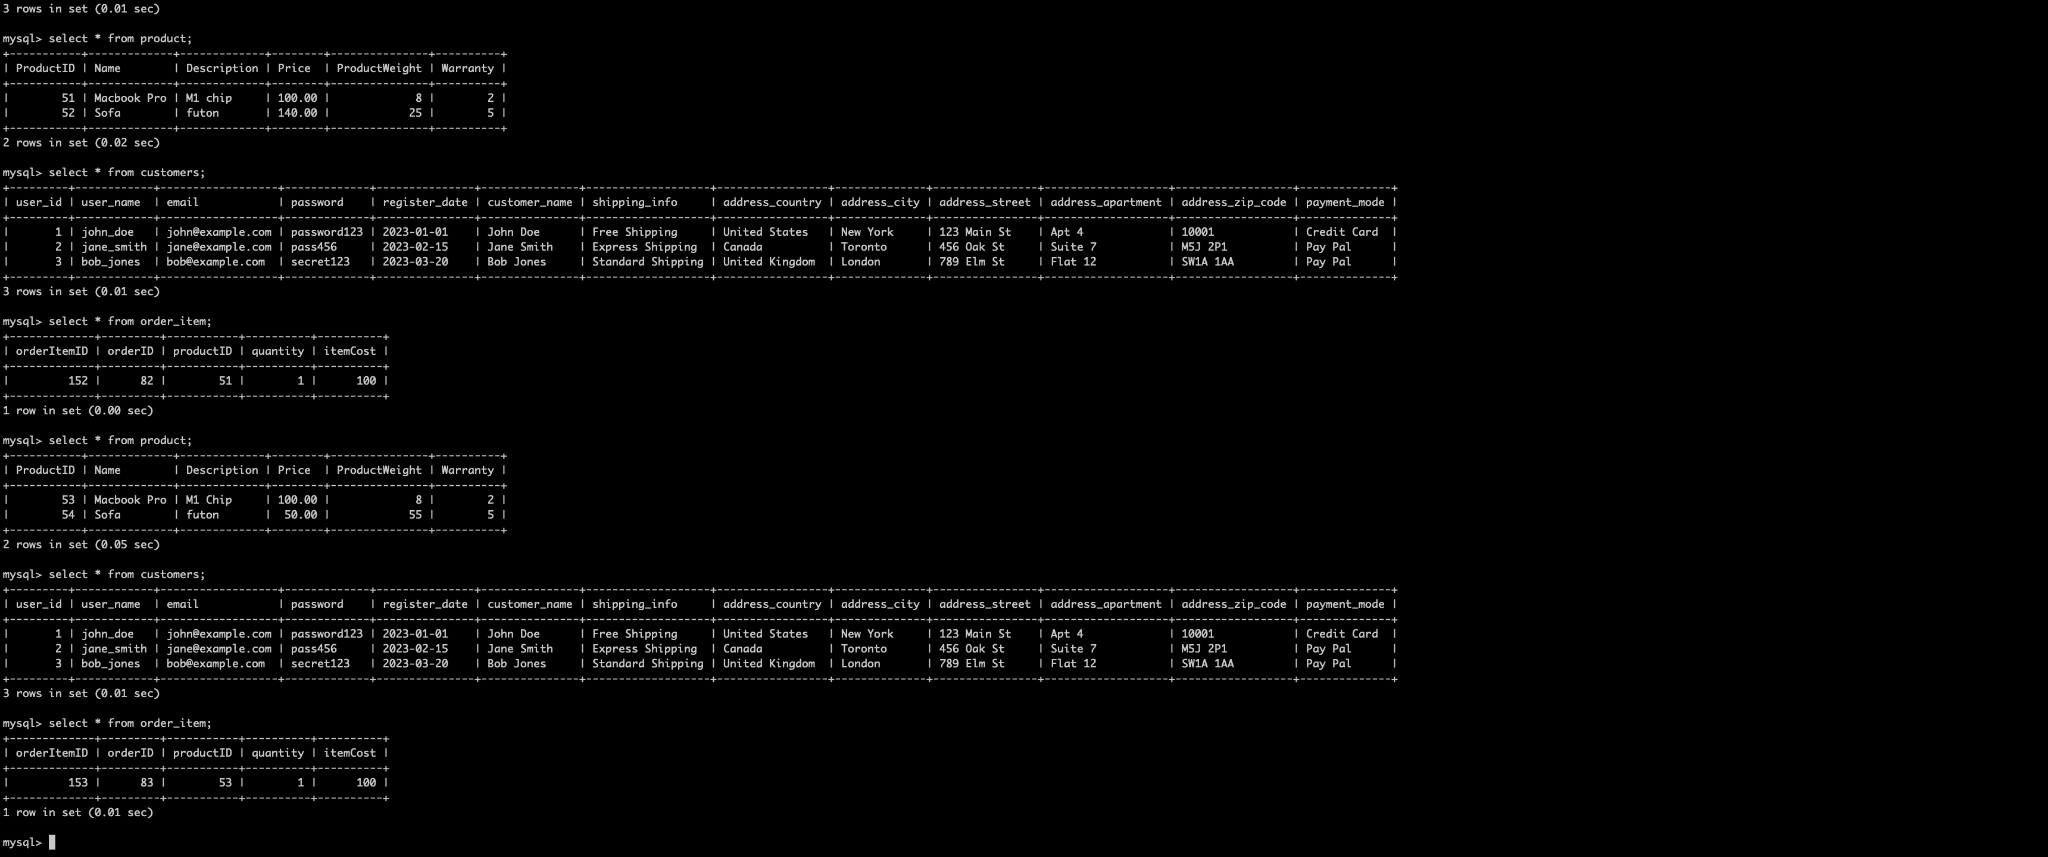 3 rows in set (0.01 sec)
mysql> select * from product;
+-----------+-------------+-------------+--------+---------------+----------+
| ProductID | Name        | Description | Price  | ProductWeight | Warranty |
+-----------+-------------+-------------+--------+---------------+----------+
|        51 | Macbook Pro | M1 chip     | 100.00 |             8 |        2 |
|        52 | Sofa        | futon       | 140.00 |            25 |        5 |
+-----------+-------------+-------------+--------+---------------+----------+
2 rows in set (0.02 sec)
mysql> select * from customers;
+---------+------------+------------------+-------------+---------------+---------------+-------------------+-----------------+--------------+----------------+-------------------+------------------+--------------+
| user_id | user_name  | email            | password    | register_date | customer_name | shipping_info     | address_country | address_city | address_street | address_apartment | address_zip_code | payment_mode |
+---------+------------+------------------+-------------+---------------+---------------+-------------------+-----------------+--------------+----------------+-------------------+------------------+--------------+
|       1 | john_doe   | john@example.com | password123 | 2023-01-01    | John Doe      | Free Shipping     | United States   | New York     | 123 Main St    | Apt 4             | 10001            | Credit Card  |
|       2 | jane_smith | jane@example.com | pass456     | 2023-02-15    | Jane Smith    | Express Shipping  | Canada          | Toronto      | 456 Oak St     | Suite 7           | M5J 2P1          | Pay Pal      |
|       3 | bob_jones  | bob@example.com  | secret123   | 2023-03-20    | Bob Jones     | Standard Shipping | United Kingdom  | London       | 789 Elm St     | Flat 12           | SW1A 1AA         | Pay Pal      |
+---------+------------+------------------+-------------+---------------+---------------+-------------------+-----------------+--------------+----------------+-------------------+------------------+--------------+
3 rows in set (0.01 sec)
mysql> select * from order_item;
+-------------+---------+-----------+----------+----------+
| orderItemID | orderID | productID | quantity | itemCost |
+-------------+---------+-----------+----------+----------+
|         152 |      82 |        51 |        1 |      100 |
+-------------+---------+-----------+----------+----------+
1 row in set (0.00 sec)
mysql> select * from product;
+-----------+-------------+-------------+--------+---------------+----------+
| ProductID | Name        | Description | Price  | ProductWeight | Warranty |
+-----------+-------------+-------------+--------+---------------+----------+
|        53 | Macbook Pro | M1 Chip     | 100.00 |             8 |        2 |
|        54 | Sofa        | futon       |  50.00 |            55 |        5 |
+-----------+-------------+-------------+--------+---------------+----------+
2 rows in set (0.05 sec)
mysql> select * from customers;
+---------+------------+------------------+-------------+---------------+---------------+-------------------+-----------------+--------------+----------------+-------------------+------------------+--------------+
| user_id | user_name  | email            | password    | register_date | customer_name | shipping_info     | address_country | address_city | address_street | address_apartment | address_zip_code | payment_mode |
+---------+------------+------------------+-------------+---------------+---------------+-------------------+-----------------+--------------+----------------+-------------------+------------------+--------------+
|       1 | john_doe   | john@example.com | password123 | 2023-01-01    | John Doe      | Free Shipping     | United States   | New York     | 123 Main St    | Apt 4             | 10001            | Credit Card  |
|       2 | jane_smith | jane@example.com | pass456     | 2023-02-15    | Jane Smith    | Express Shipping  | Canada          | Toronto      | 456 Oak St     | Suite 7           | M5J 2P1          | Pay Pal      |
|       3 | bob_jones  | bob@example.com  | secret123   | 2023-03-20    | Bob Jones     | Standard Shipping | United Kingdom  | London       | 789 Elm St     | Flat 12           | SW1A 1AA         | Pay Pal      |
+---------+------------+------------------+-------------+---------------+---------------+-------------------+-----------------+--------------+----------------+-------------------+------------------+--------------+
3 rows in set (0.01 sec)
mysql> select * from order_item;
+-------------+---------+-----------+----------+----------+
| orderItemID | orderID | productID | quantity | itemCost |
+-------------+---------+-----------+----------+----------+
|         153 |      83 |        53 |        1 |      100 |
+-------------+---------+-----------+----------+----------+
1 row in set (0.01 sec)
mysql>